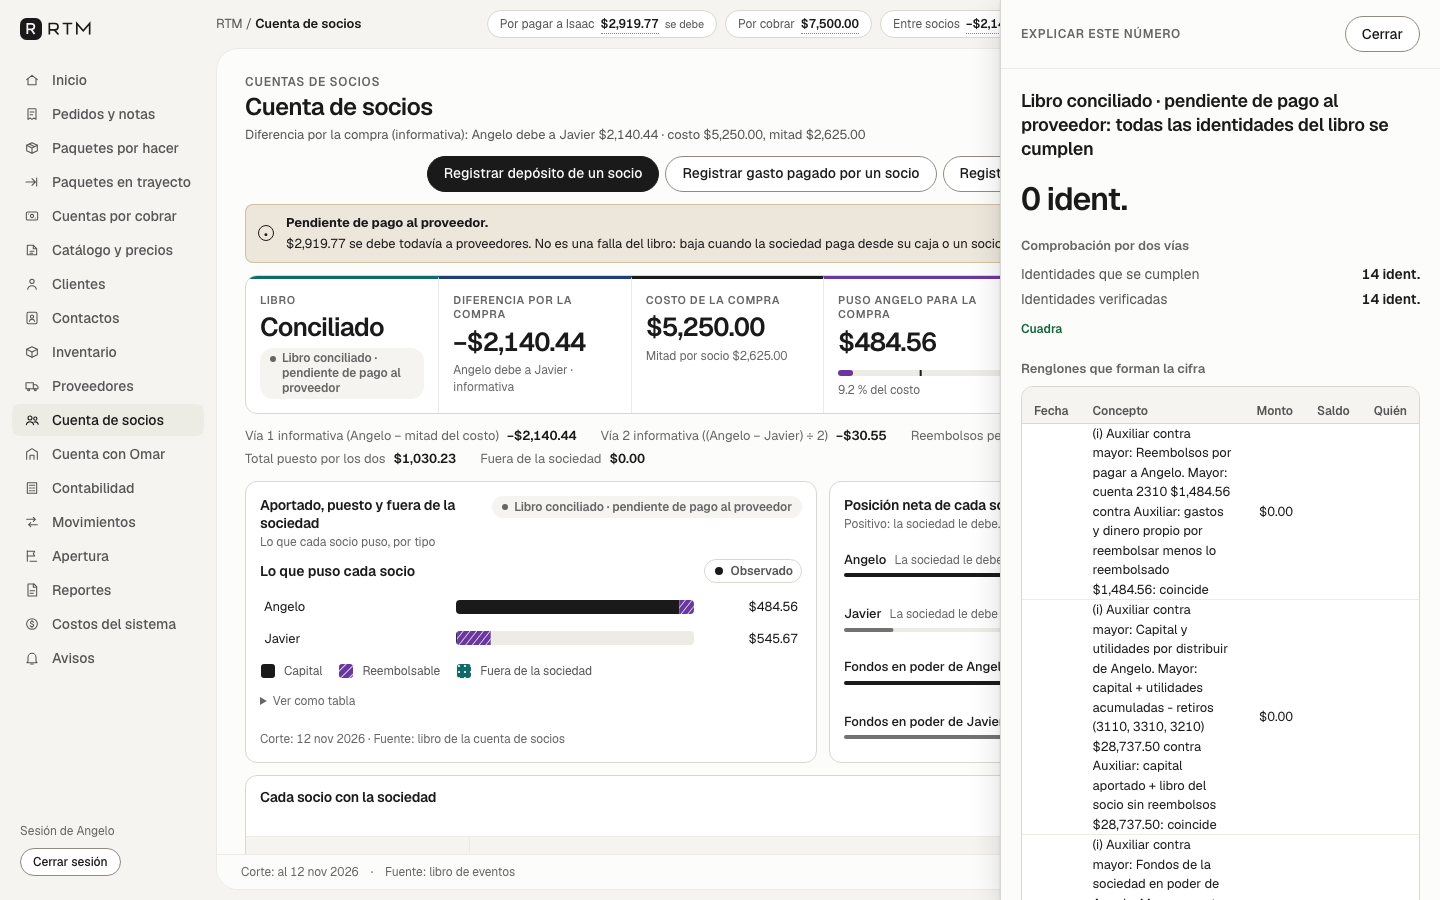 R RTM
Inicio
Pedidos y notas
Paquetes por hacer
Paquetes en trayecto
Cuentas por cobrar
Catálogo y precios
Clientes
Contactos
Inventario
Proveedores
Cuenta de socios
Cuenta con Omar
Contabilidad
Movimientos
Apertura
Reportes
Costos del sistema
Avisos
Sesión de Angelo
Cerrar sesión
RTM / Cuenta de socios
Por pagar a Isaac $2,919.77 se debe
Por cobrar $7,500.00
Entre socios
CUENTAS DE SOCIOS
Cuenta de socios
Diferencia por la compra (informativa): Angelo debe a Javier $2,140.44 · costo $5,250.00, mitad $2,625.00
Registrar depósito de un socio
Registrar gasto pagado por un socio
Pendiente de pago al proveedor.
$2,919.77 se debe todavía a proveedores. No es una falla del libro: baja cuando la sociedad paga desde su caja o un
LIBRO
Conciliado
Libro conciliado ·
pendiente de pago al
proveedor
DIFERENCIA POR LA
COMPRA
−$2,140.44
Angelo debe a Javier ·
informativa
COSTO DE LA COMPRA
$5,250.00
Mitad por socio $2,625.00
PUSO ANGELO PARA LA
COMPRA
$484.56
9.2 % del costo
Vía 1 informativa (Angelo − mitad del costo) −$2,140.44
Vía 2 informativa ((Angelo − Javier) ÷ 2) −$30.55
Reembolsos
Total puesto por los dos $1,030.23
Fuera de la sociedad $0.00
Aportado, puesto y fuera de la
sociedad
Libro conciliado · pendiente de pago al proveedor
Lo que cada socio puso, por tipo
Lo que puso cada socio
Observado
Angelo $484.56
Javier $545.67
Capital
Reembolsable
Fuera de la sociedad
Ver como tabla
Corte: 12 nov 2026 · Fuente: libro de la cuenta de socios
Posición neta de cada
Positivo: la sociedad le debe.
Angelo La sociedad le debe
Javier La sociedad le debe
Fondos en poder de
Fondos en poder de
Cada socio con la sociedad
Corte: al 12 nov 2026 · Fuente: libro de eventos
EXPLICAR ESTE NÚMERO
Cerrar
Libro conciliado · pendiente de pago al
proveedor: todas las identidades del libro se
cumplen
0 ident.
Comprobación por dos vías
Identidades que se cumplen 14 ident.
Identidades verificadas 14 ident.
Cuadra
Renglones que forman la cifra
Fecha Concepto Monto Saldo Quién
(i) Auxiliar contra
mayor: Reembolsos por
pagar a Angelo. Mayor:
cuenta 2310 $1,484.56
contra Auxiliar: gastos
y dinero propio por
reembolsar menos lo
reembolsado
$1,484.56: coincide
$0.00
(i) Auxiliar contra
mayor: Capital y
utilidades por distribuir
de Angelo. Mayor:
capital + utilidades
acumuladas - retiros
(3110, 3310, 3210)
$28,737.50 contra
Auxiliar: capital
aportado + libro del
socio sin reembolsos
$28,737.50: coincide
$0.00
(i) Auxiliar contra
mayor: Fondos de la
sociedad en poder de